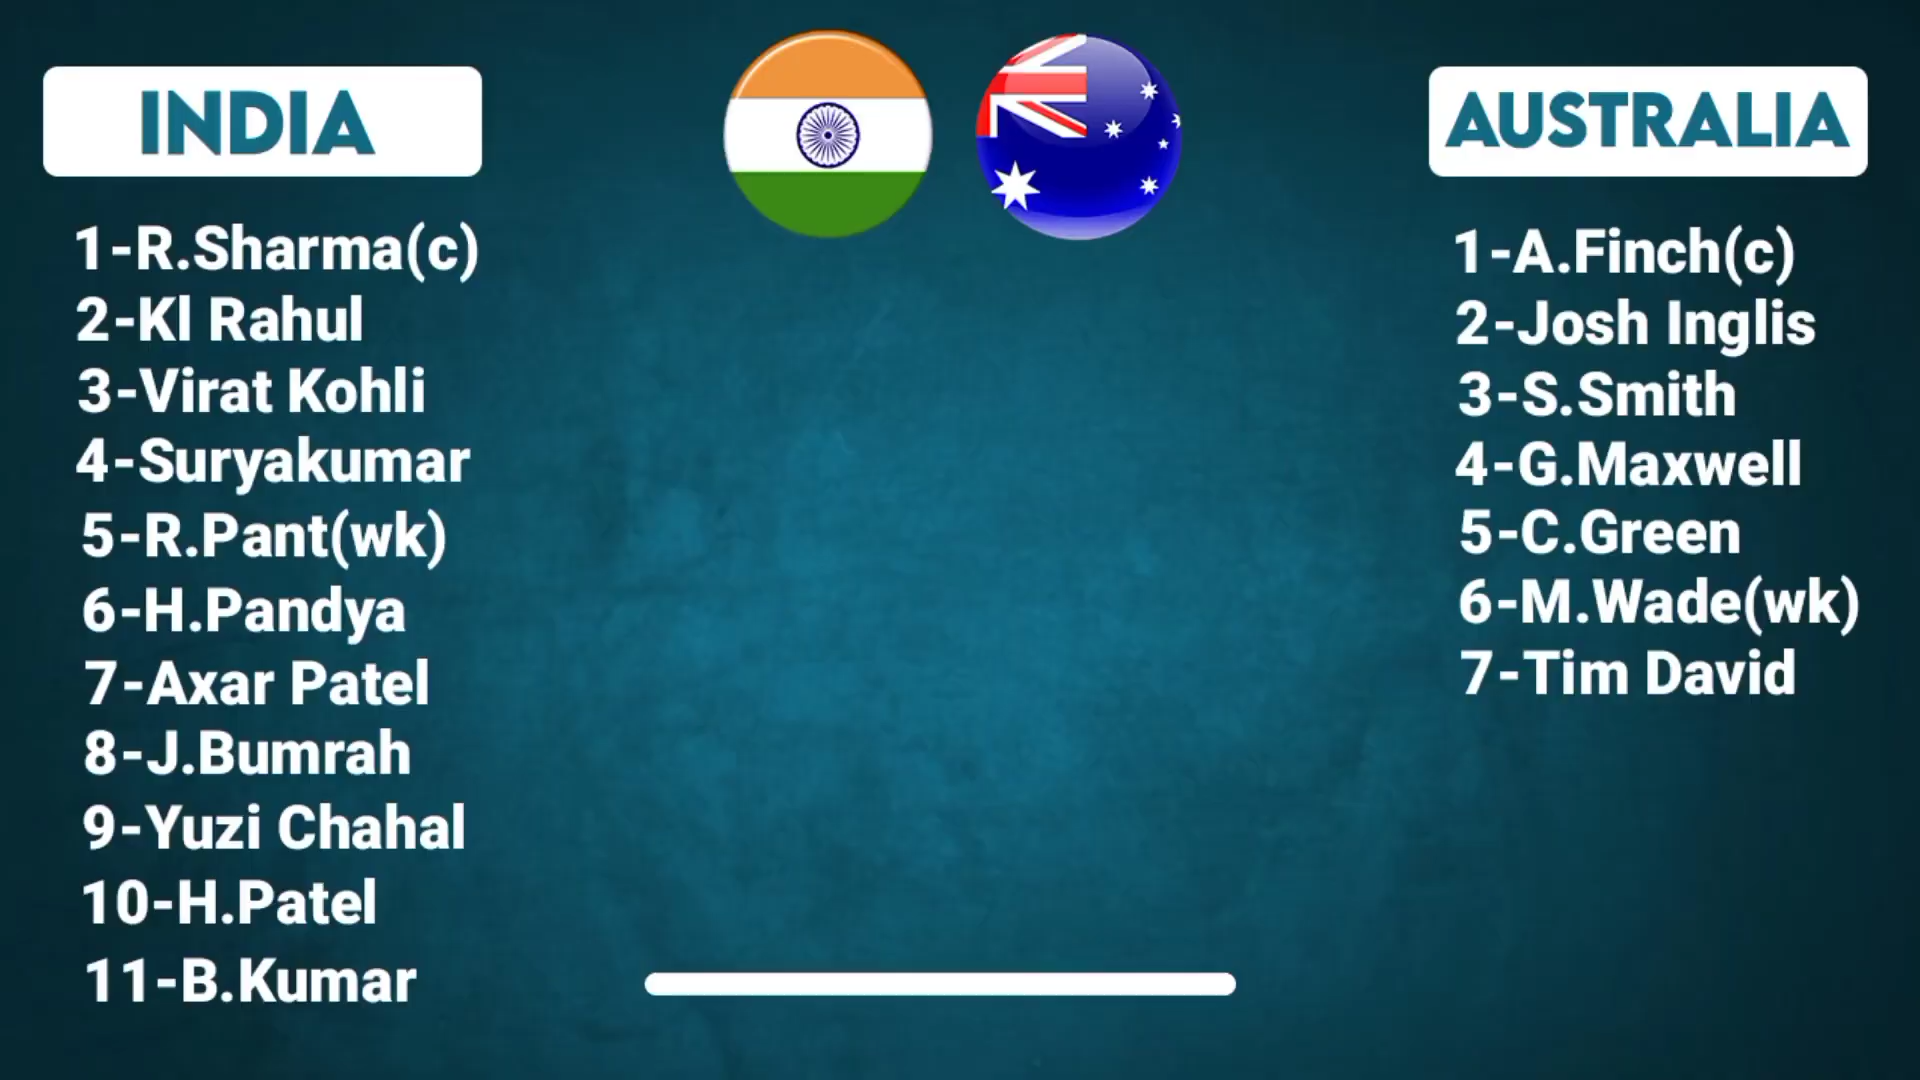 INDIA
1-R.Sharma(c)
2-Kl Rahul
3-Virat Kohli
4-Suryakumar
5-R.Pant(wk)
6-H.Pandya
7-Axar Patel
8-J.Bumrah
9-Yuzi Chahal
10-H.Patel
11-B.Kumar
AUSTRALIA
1-A.Finch(c)
2-Josh Inglis
3-S.Smith
4-G.Maxwell
5-C.Green
6-M.Wade(wk)
7-Tim David